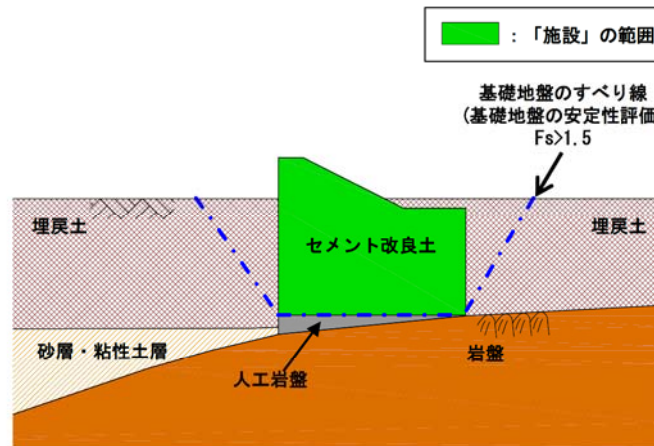 ：「施設」の範囲
基礎地盤のすべり線
(基礎地盤の安定性評価
Fs>1.5
埋戻土
埋戻土
セメント改良土
砂層・粘性土層
人工岩盤
岩盤